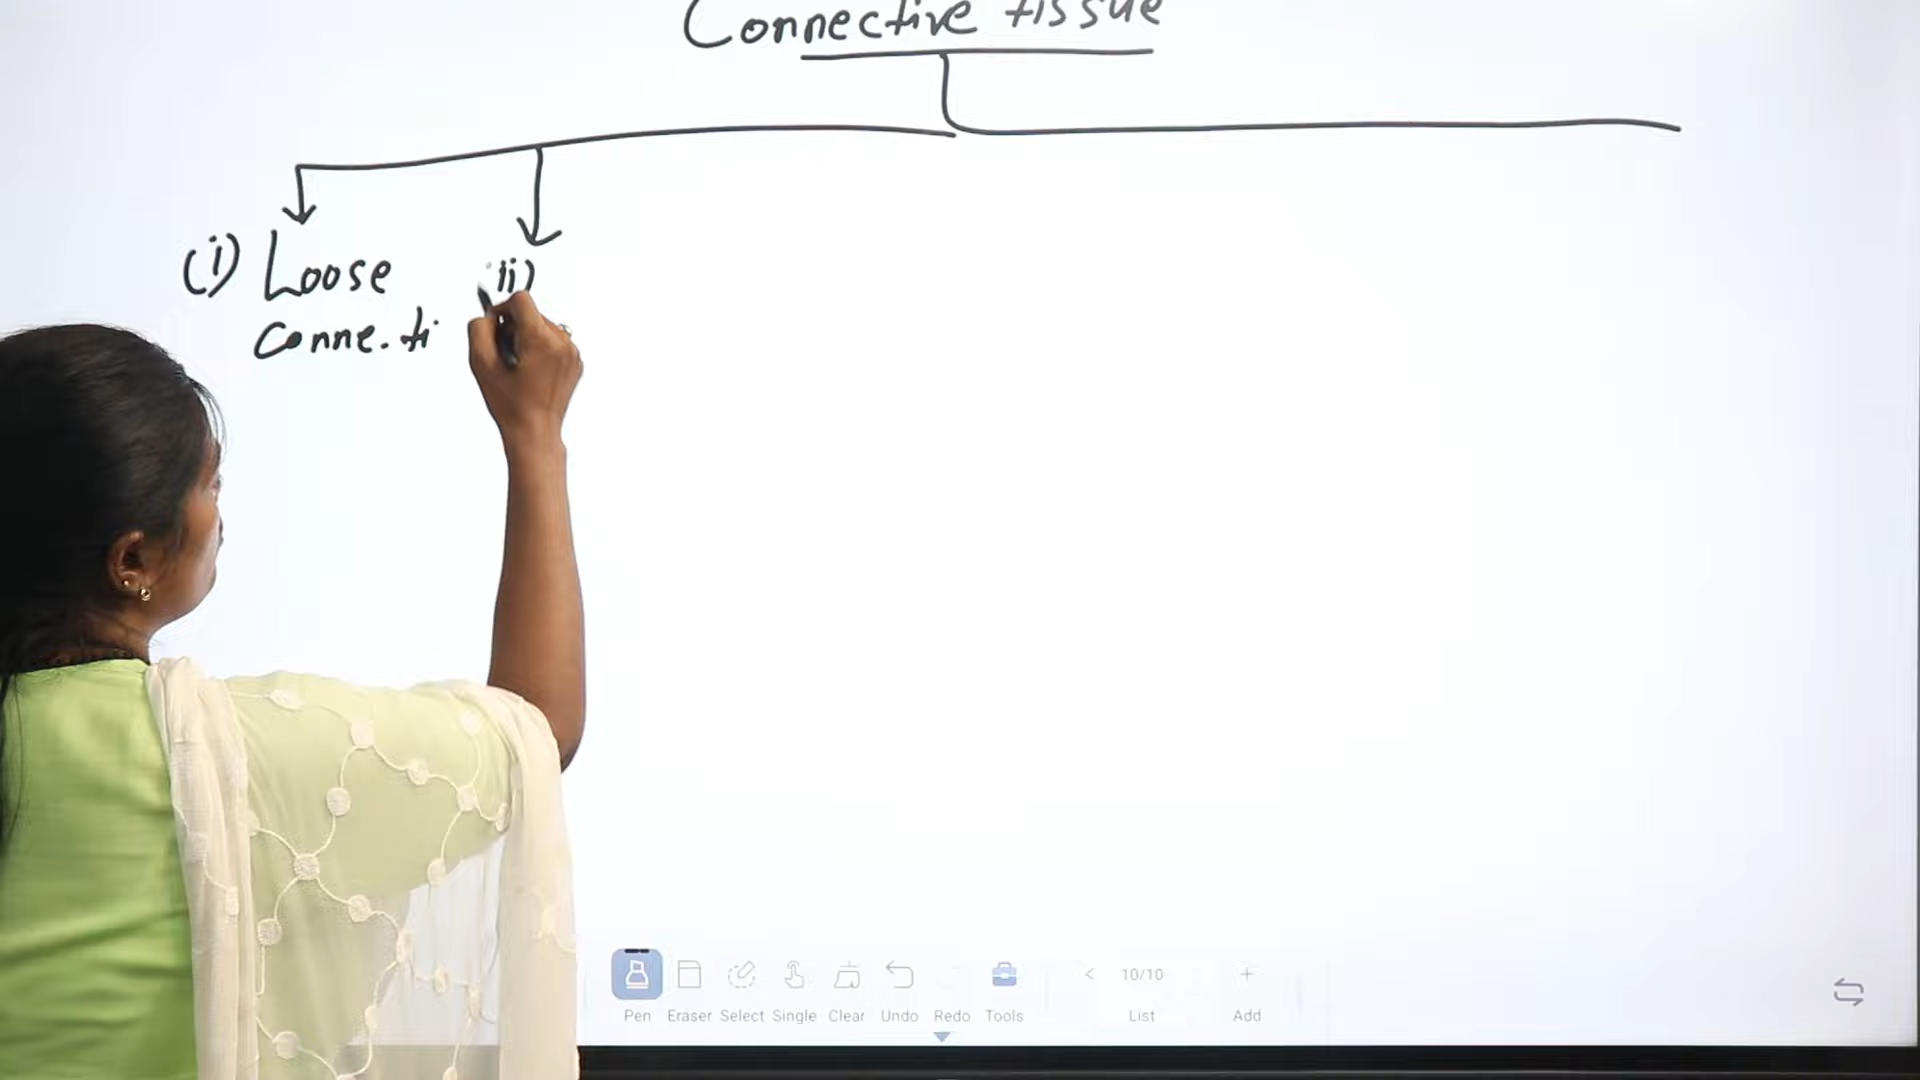 Connective tissue
(i) Loose ii)
Conne.ti
< 10/10 +
Pen Eraser Select Single Clear Undo Redo Tools List Add